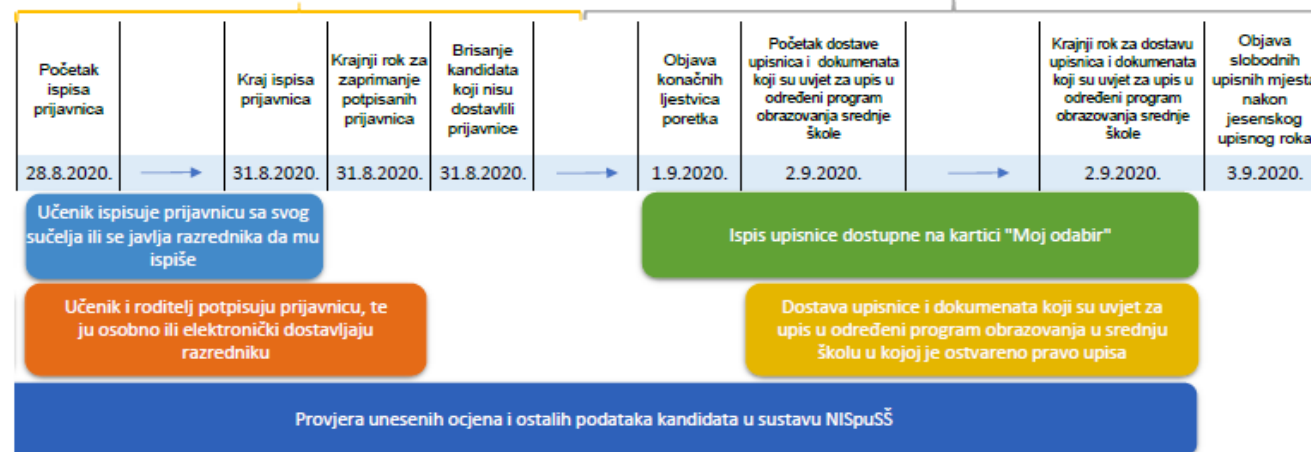 Početak
ispisa
prijavnica
Kraj ispisa
prijavnica
Krajnji rok za
zaprimanje
potpisanih
prijavnica
Brisanje
kandidata
koji nisu
dostavlili
prijavnice
Objava
konačnih
ljestvica
poretka
Početak dostave
upisnica i dokumenata
koji su uvjet za upis u
određeni program
obrazovanja srednje
škole
Krajnji rok za dostavu
upisnica i dokumenata
koji su uvjet za upis u
određeni program
obrazovanja srednje
škole
Objava
slobodnih
upisnih mjesta
nakon
jesenskog
upisnog roka
28.8.2020.
31.8.2020.
31.8.2020.
31.8.2020.
1.9.2020.
2.9.2020.
2.9.2020.
3.9.2020.
Učenik ispisuje prijavnicu sa svog
sučelja ili se javlja razrednika da mu
ispiše
Ispis upisnice dostupne na kartici "Moj odabir"
Učenik i roditelj potpisuju prijavnicu, te
ju osobno ili elektronički dostavljaju
razredniku
Dostava upisnice i dokumenata koji su uvjet za
upis u određeni program obrazovanja u srednju
školu u kojoj je ostvareno pravo upisa
Provjera unesenih ocjena i ostalih podataka kandidata u sustavu NISpuSŠ